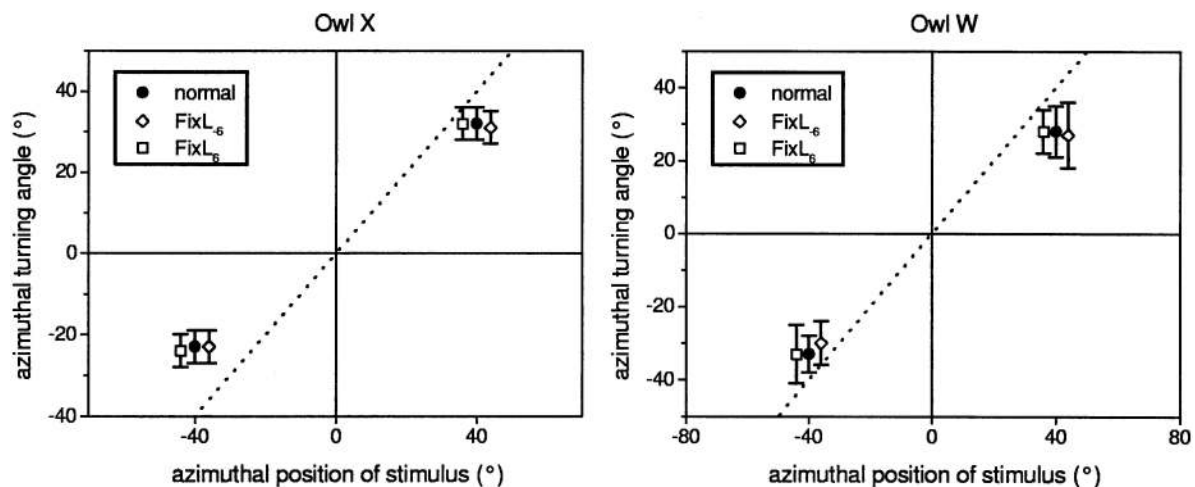 Owl X
azimuthal turning angle (°)
40
20
0
-20
-40
normal
FixL-6
FixL6
-40
0
40
azimuthal position of stimulus (°)
Owl W
azimuthal turning angle (°)
40
20
0
-20
-40
normal
FixL-6
FixL6
-80
-40
0
40
80
azimuthal position of stimulus (°)